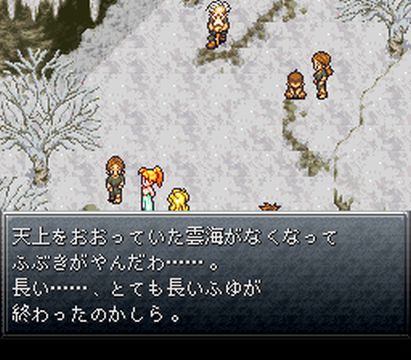 天上をおおっていた雲海がなくなって
ふぶきがやんだわ……。
長い……、とても長いふゆが
終わったのかしら。